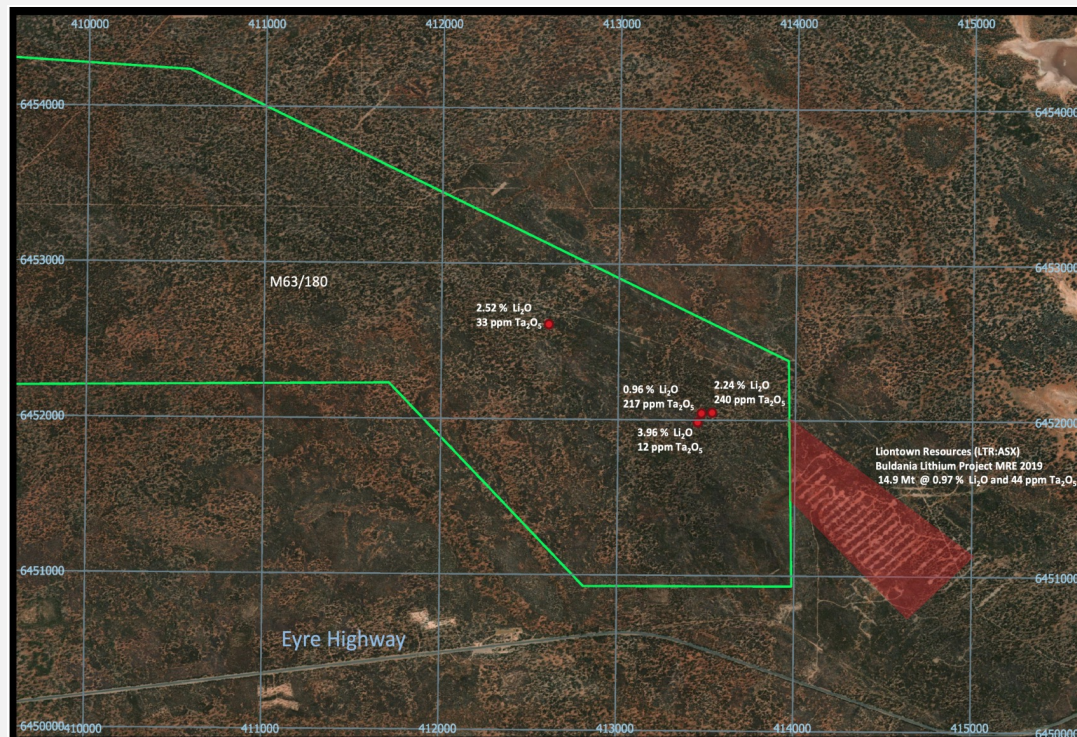 410000 411000 412000 413000 414000 415000
6454000 6454000
6453000 6453000
M63/180
2.52 % Li₂O
33 ppm Ta₂O₅
0.96 % Li₂O
217 ppm Ta₂O₅
2.24 % Li₂O
240 ppm Ta₂O₅
6452000 6452000
3.96 % Li₂O
12 ppm Ta₂O₅
Liontown Resources (LTR:ASX)
Buldania Lithium Project MRE 2019
14.9 Mt @ 0.97 % Li₂O and 44 ppm Ta₂O₅
6451000 6451000
Eyre Highway
6450000 6450000
410000 411000 412000 413000 414000 415000